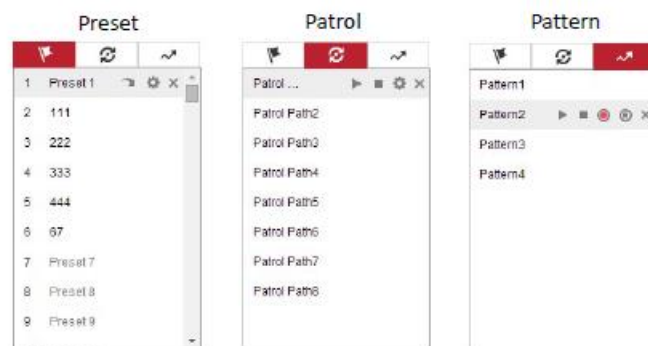 Preset
1 Preset 1
2 111
3 222
4 333
5 444
6 67
7 Preset 7
8 Preset 8
9 Preset 9
Patrol
Patrol ...
Patrol Path2
Patrol Path3
Patrol Path4
Patrol Path5
Patrol Path6
Patrol Path7
Patrol Path8
Pattern
Pattern1
Pattern2
Pattern3
Pattern4